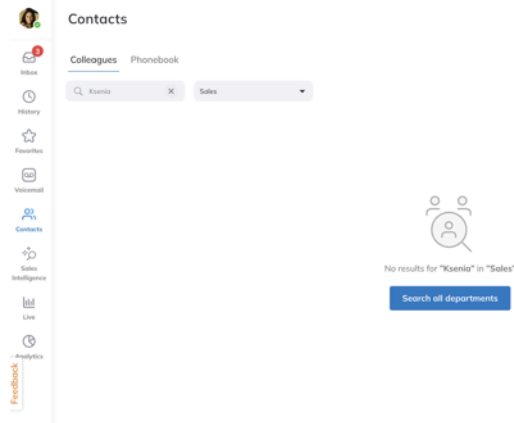 Contacts
3
Inbox
Colleagues Phonebook
Ksenia Sales
History
Favorites
Voicemail
Contacts
Sales
Intelligence
Live
Analytics
Feedback
No results for "Ksenia" in "Sales"
Search all departments